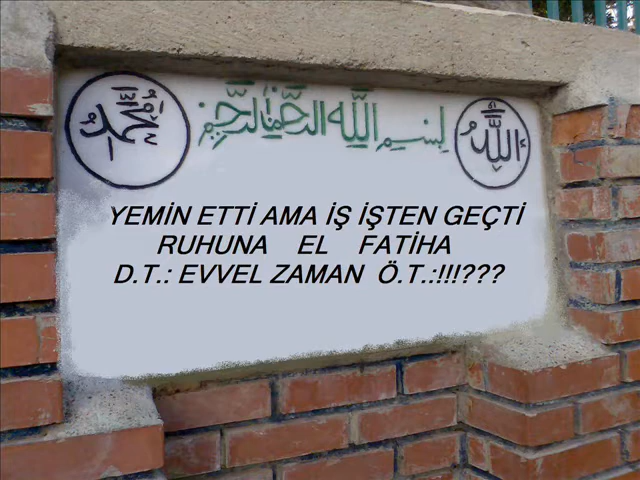 محمد بسم الله الرحمن الرحيم الله
YEMİN ETTİ AMA İŞ İŞTEN GEÇTİ
RUHUNA EL FATİHA
D.T.: EVVEL ZAMAN Ö.T.:!!!???